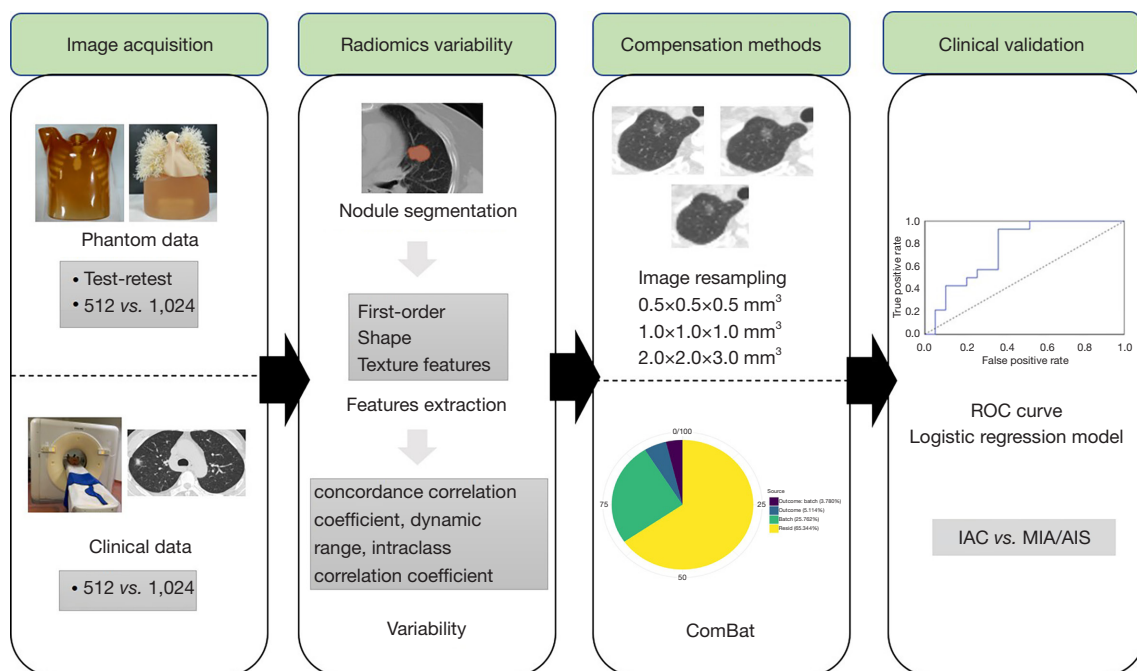 Image acquisition
Phantom data
• Test-retest
• 512 vs. 1,024
Clinical data
• 512 vs. 1,024
Radiomics variability
Nodule segmentation
First-order
Shape
Texture features
Features extraction
concordance correlation
coefficient, dynamic
range, intraclass
correlation coefficient
Variability
Compensation methods
Image resampling
0.5×0.5×0.5 mm³
1.0×1.0×1.0 mm³
2.0×2.0×3.0 mm³
0/100
75
25
50
Source
Outcome: batch (3.780%)
Outcome (5.114%)
Batch (25.762%)
Resid (65.344%)
ComBat
Clinical validation
True positive rate
1.0
0.8
0.6
0.4
0.2
0.0
0.0 0.2 0.4 0.6 0.8 1.0
False positive rate
ROC curve
Logistic regression model
IAC vs. MIA/AIS